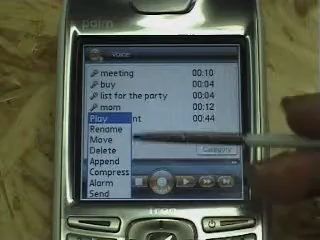 palm
Voice
meeting 00:10
buy 00:04
list for the party 00:04
mom 00:12
Play nt 00:44
Rename
Move
Delete Category
Append
Compress
Alarm
Send